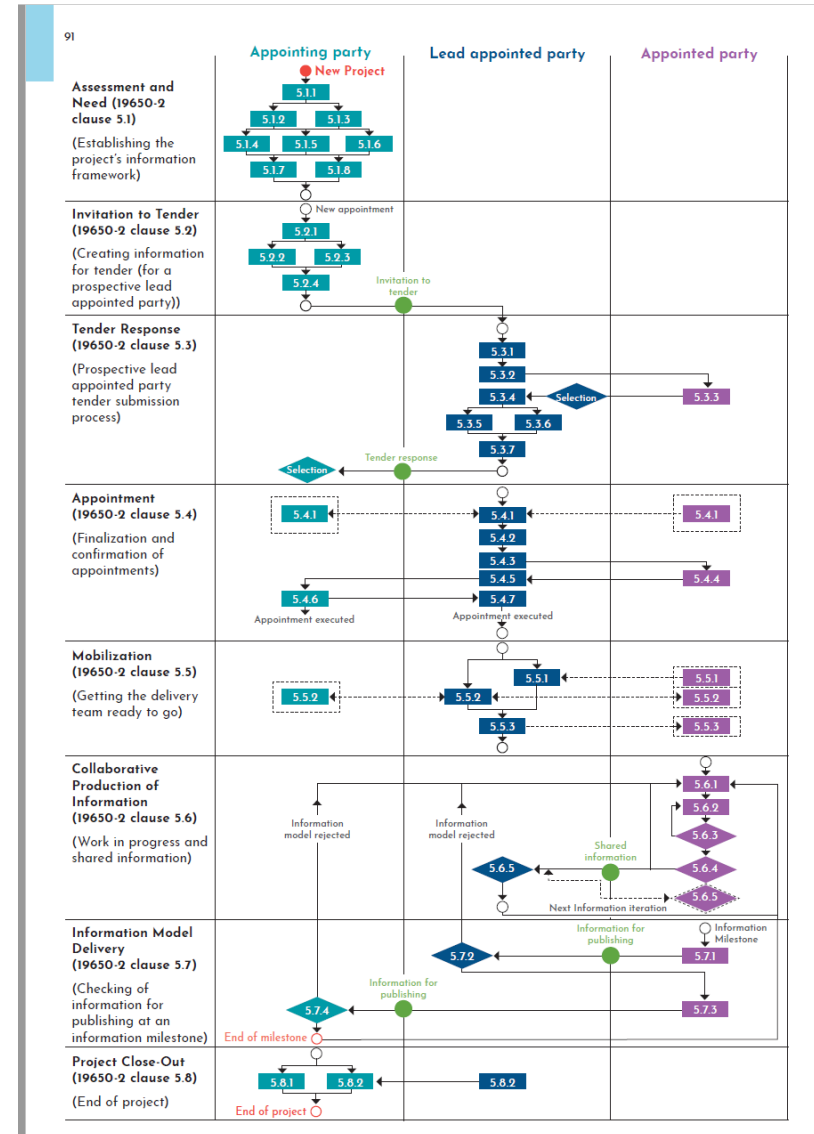 91
Appointing party
Lead appointed party
Appointed party
Assessment and
Need (19650-2
clause 5.1)
(Establishing the
project's information
framework)
New Project
5.1.1
5.1.2 5.1.3
5.1.4 5.1.5 5.1.6
5.1.7 5.1.8
Invitation to Tender
(19650-2 clause 5.2)
(Creating information
for tender (for a
prospective lead
appointed party))
New appointment
5.2.1
5.2.2 5.2.3
5.2.4
Invitation to
tender
Tender Response
(19650-2 clause 5.3)
(Prospective lead
appointed party
tender submission
process)
5.3.1
5.3.2
5.3.4 Selection 5.3.3
5.3.5 5.3.6
5.3.7
Tender response
Selection
Appointment
(19650-2 clause 5.4)
(Finalization and
confirmation of
appointments)
5.4.1 5.4.1 5.4.1
5.4.2
5.4.3
5.4.5 5.4.4
5.4.6 5.4.7
Appointment executed
Appointment executed
Mobilization
(19650-2 clause 5.5)
(Getting the delivery
team ready to go)
5.5.1 5.5.1
5.5.2 5.5.2 5.5.2
5.5.3 5.5.3
Collaborative
Production of
Information
(19650-2 clause 5.6)
(Work in progress and
shared information)
Information
model rejected
Information
model rejected
5.6.1
5.6.2
5.6.3
Shared
information
5.6.5 5.6.4
5.6.5
Next Information iteration
Information Model
Delivery
(19650-2 clause 5.7)
(Checking of
information for
publishing at an
information milestone)
Information for
publishing
Information
Milestone
5.7.2 5.7.1
Information for
publishing
5.7.4 5.7.3
End of milestone
Project Close-Out
(19650-2 clause 5.8)
(End of project)
5.8.1 5.8.2 5.8.2
End of project